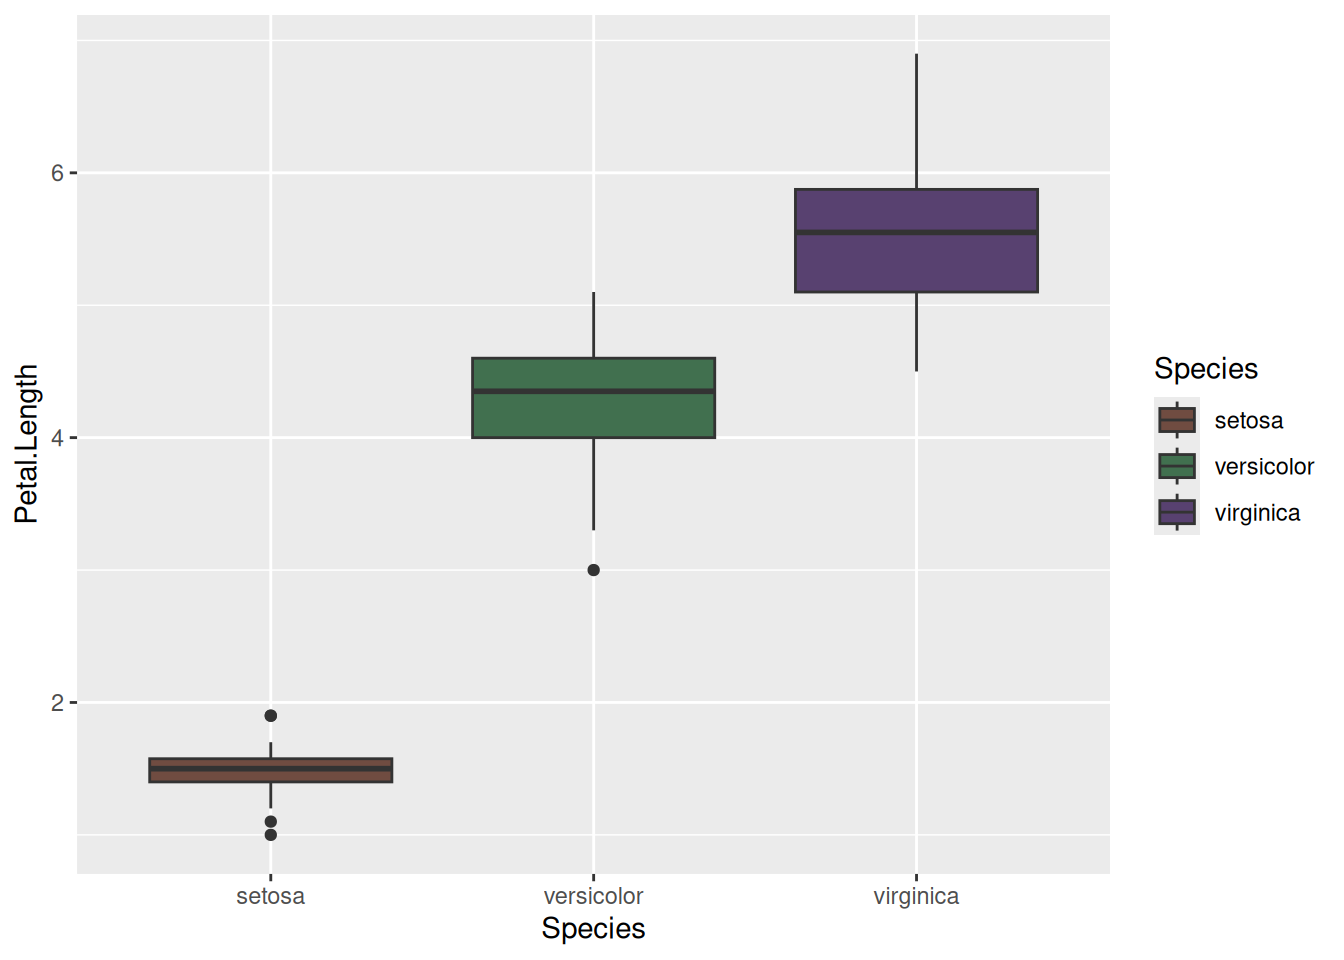 Petal.Length
6
4
2
setosa
versicolor
virginica
Species
Species
setosa
versicolor
virginica